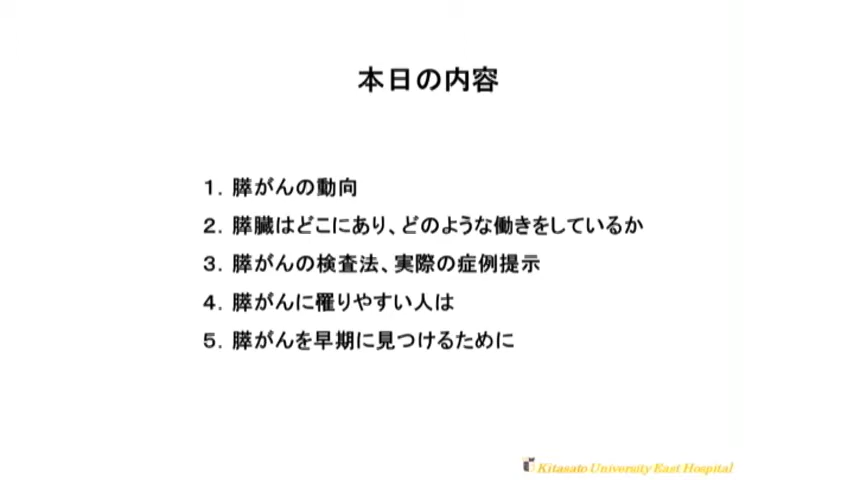 本日の内容
1. 膵がんの動向
2. 膵臓はどこにあり、どのような働きをしているか
3. 膵がんの検査法、実際の症例提示
4. 膵がんに罹りやすい人は
5. 膵がんを早期に見つけるために
Kitasato University East Hospital